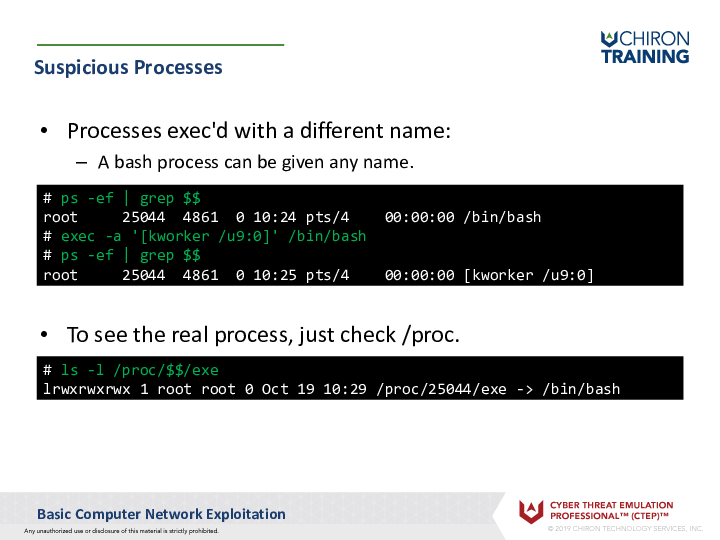 CHIRON
TRAINING
Suspicious Processes
• Processes exec'd with a different name:
– A bash process can be given any name.
# ps -ef | grep $$
root     25044  4861  0 10:24 pts/4    00:00:00 /bin/bash
# exec -a '[kworker /u9:0]' /bin/bash
# ps -ef | grep $$
root     25044  4861  0 10:25 pts/4    00:00:00 [kworker /u9:0]
• To see the real process, just check /proc.
# ls -l /proc/$$/exe
lrwxrwxrwx 1 root root 0 Oct 19 10:29 /proc/25044/exe -> /bin/bash
Basic Computer Network Exploitation
Any unauthorized use or disclosure of this material is strictly prohibited.
CYBER THREAT EMULATION
PROFESSIONAL™ (CTEP)™
© 2019 CHIRON TECHNOLOGY SERVICES, INC.